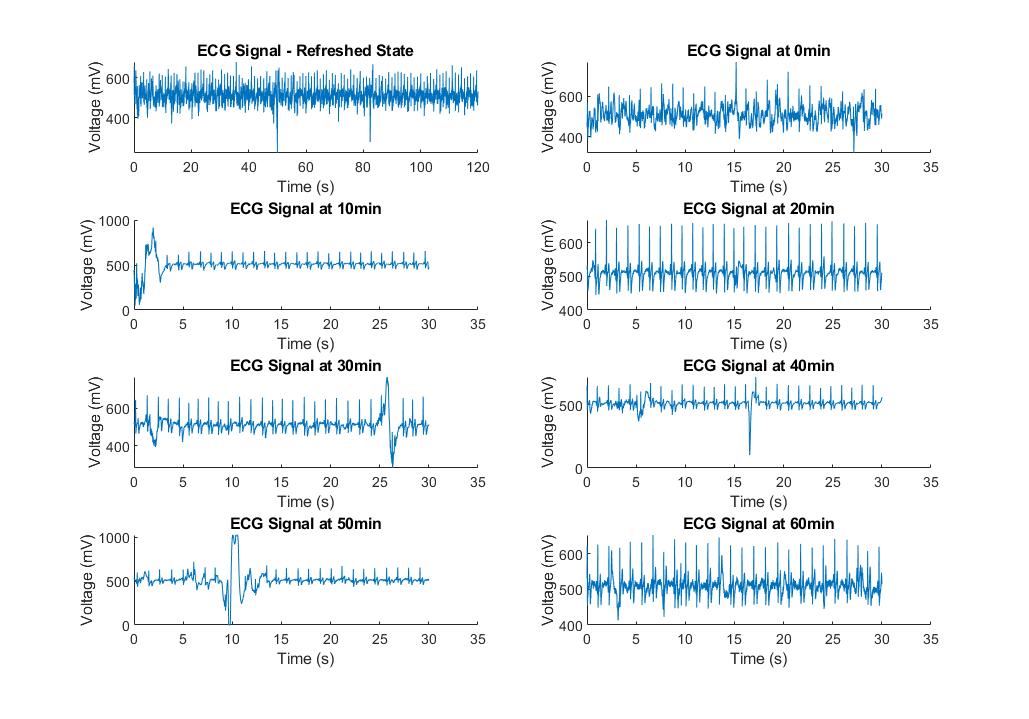 ECG Signal - Refreshed State
Voltage (mV)
600
400
0 20 40 60 80 100 120
Time (s)
ECG Signal at 0min
Voltage (mV)
600
400
0 5 10 15 20 25 30 35
Time (s)
ECG Signal at 10min
Voltage (mV)
1000
500
0
0 5 10 15 20 25 30 35
Time (s)
ECG Signal at 20min
Voltage (mV)
600
500
400
0 5 10 15 20 25 30 35
Time (s)
ECG Signal at 30min
Voltage (mV)
600
400
0 5 10 15 20 25 30 35
Time (s)
ECG Signal at 40min
Voltage (mV)
500
0
0 5 10 15 20 25 30 35
Time (s)
ECG Signal at 50min
Voltage (mV)
1000
500
0
0 5 10 15 20 25 30 35
Time (s)
ECG Signal at 60min
Voltage (mV)
600
500
400
0 5 10 15 20 25 30 35
Time (s)